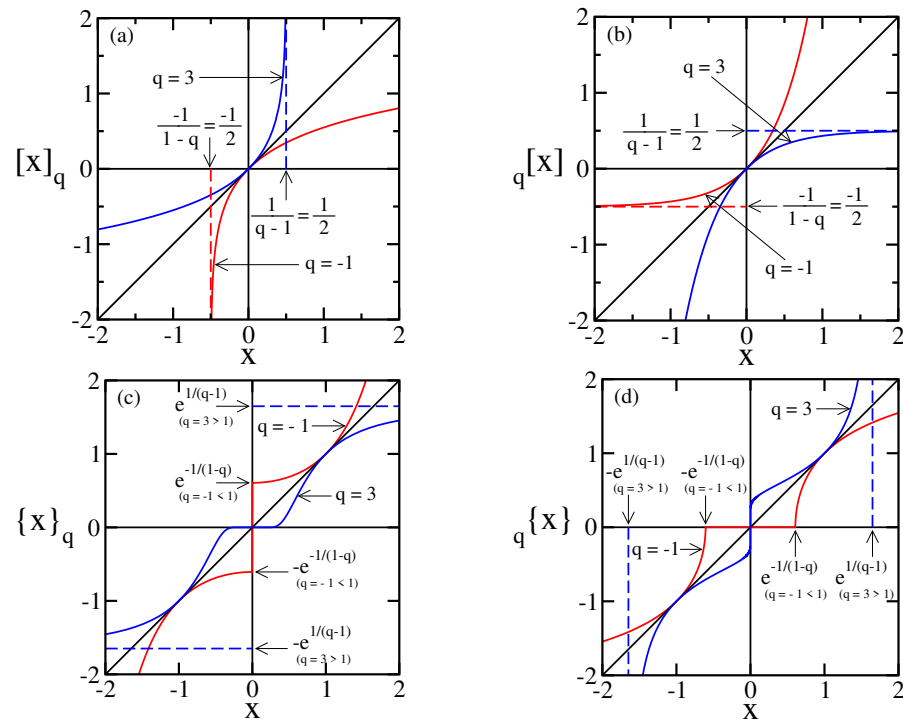 (a)
2
1
0
-1
-2
[x]q
q = 3
-1/(1 - q) = -1/2
1/(q - 1) = 1/2
q = -1
-2 -1 0 1 2
x
(b)
2
1
0
-1
-2
q[x]
q = 3
1/(q - 1) = 1/2
-1/(1 - q) = -1/2
q = -1
-2 -1 0 1 2
x
(c)
2
1
0
-1
-2
{x}q
e^1/(q-1)
(q = 3 > 1)
q = - 1
e^-1/(1-q)
(q = -1 < 1)
q = 3
-e^-1/(1-q)
(q = - 1 < 1)
-e^1/(q-1)
(q = 3 > 1)
-2 -1 0 1 2
x
(d)
2
1
0
-1
-2
q{x}
q = 3
-e^1/(q-1)
(q = 3 > 1)
-e^-1/(1-q)
(q = -1 < 1)
q = -1
e^-1/(1-q)
(q = - 1 < 1)
e^1/(q-1)
(q = 3 > 1)
-2 -1 0 1 2
x